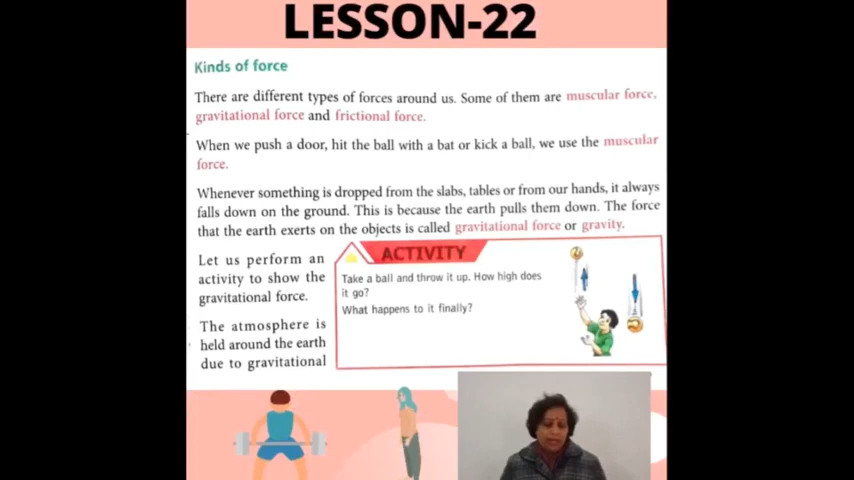 LESSON-22
Kinds of force
There are different types of forces around us. Some of them are muscular force,
gravitational force and frictional force.
When we push a door, hit the ball with a bat or kick a ball, we use the muscular
force.
Whenever something is dropped from the slabs, tables or from our hands, it always
falls down on the ground. This is because the earth pulls them down. The force
that the earth exerts on the objects is called gravitational force or gravity.
Let us perform an
activity to show the
gravitational force.
The atmosphere is
held around the earth
due to gravitational
ACTIVITY
Take a ball and throw it up. How high does
it go?
What happens to it finally?